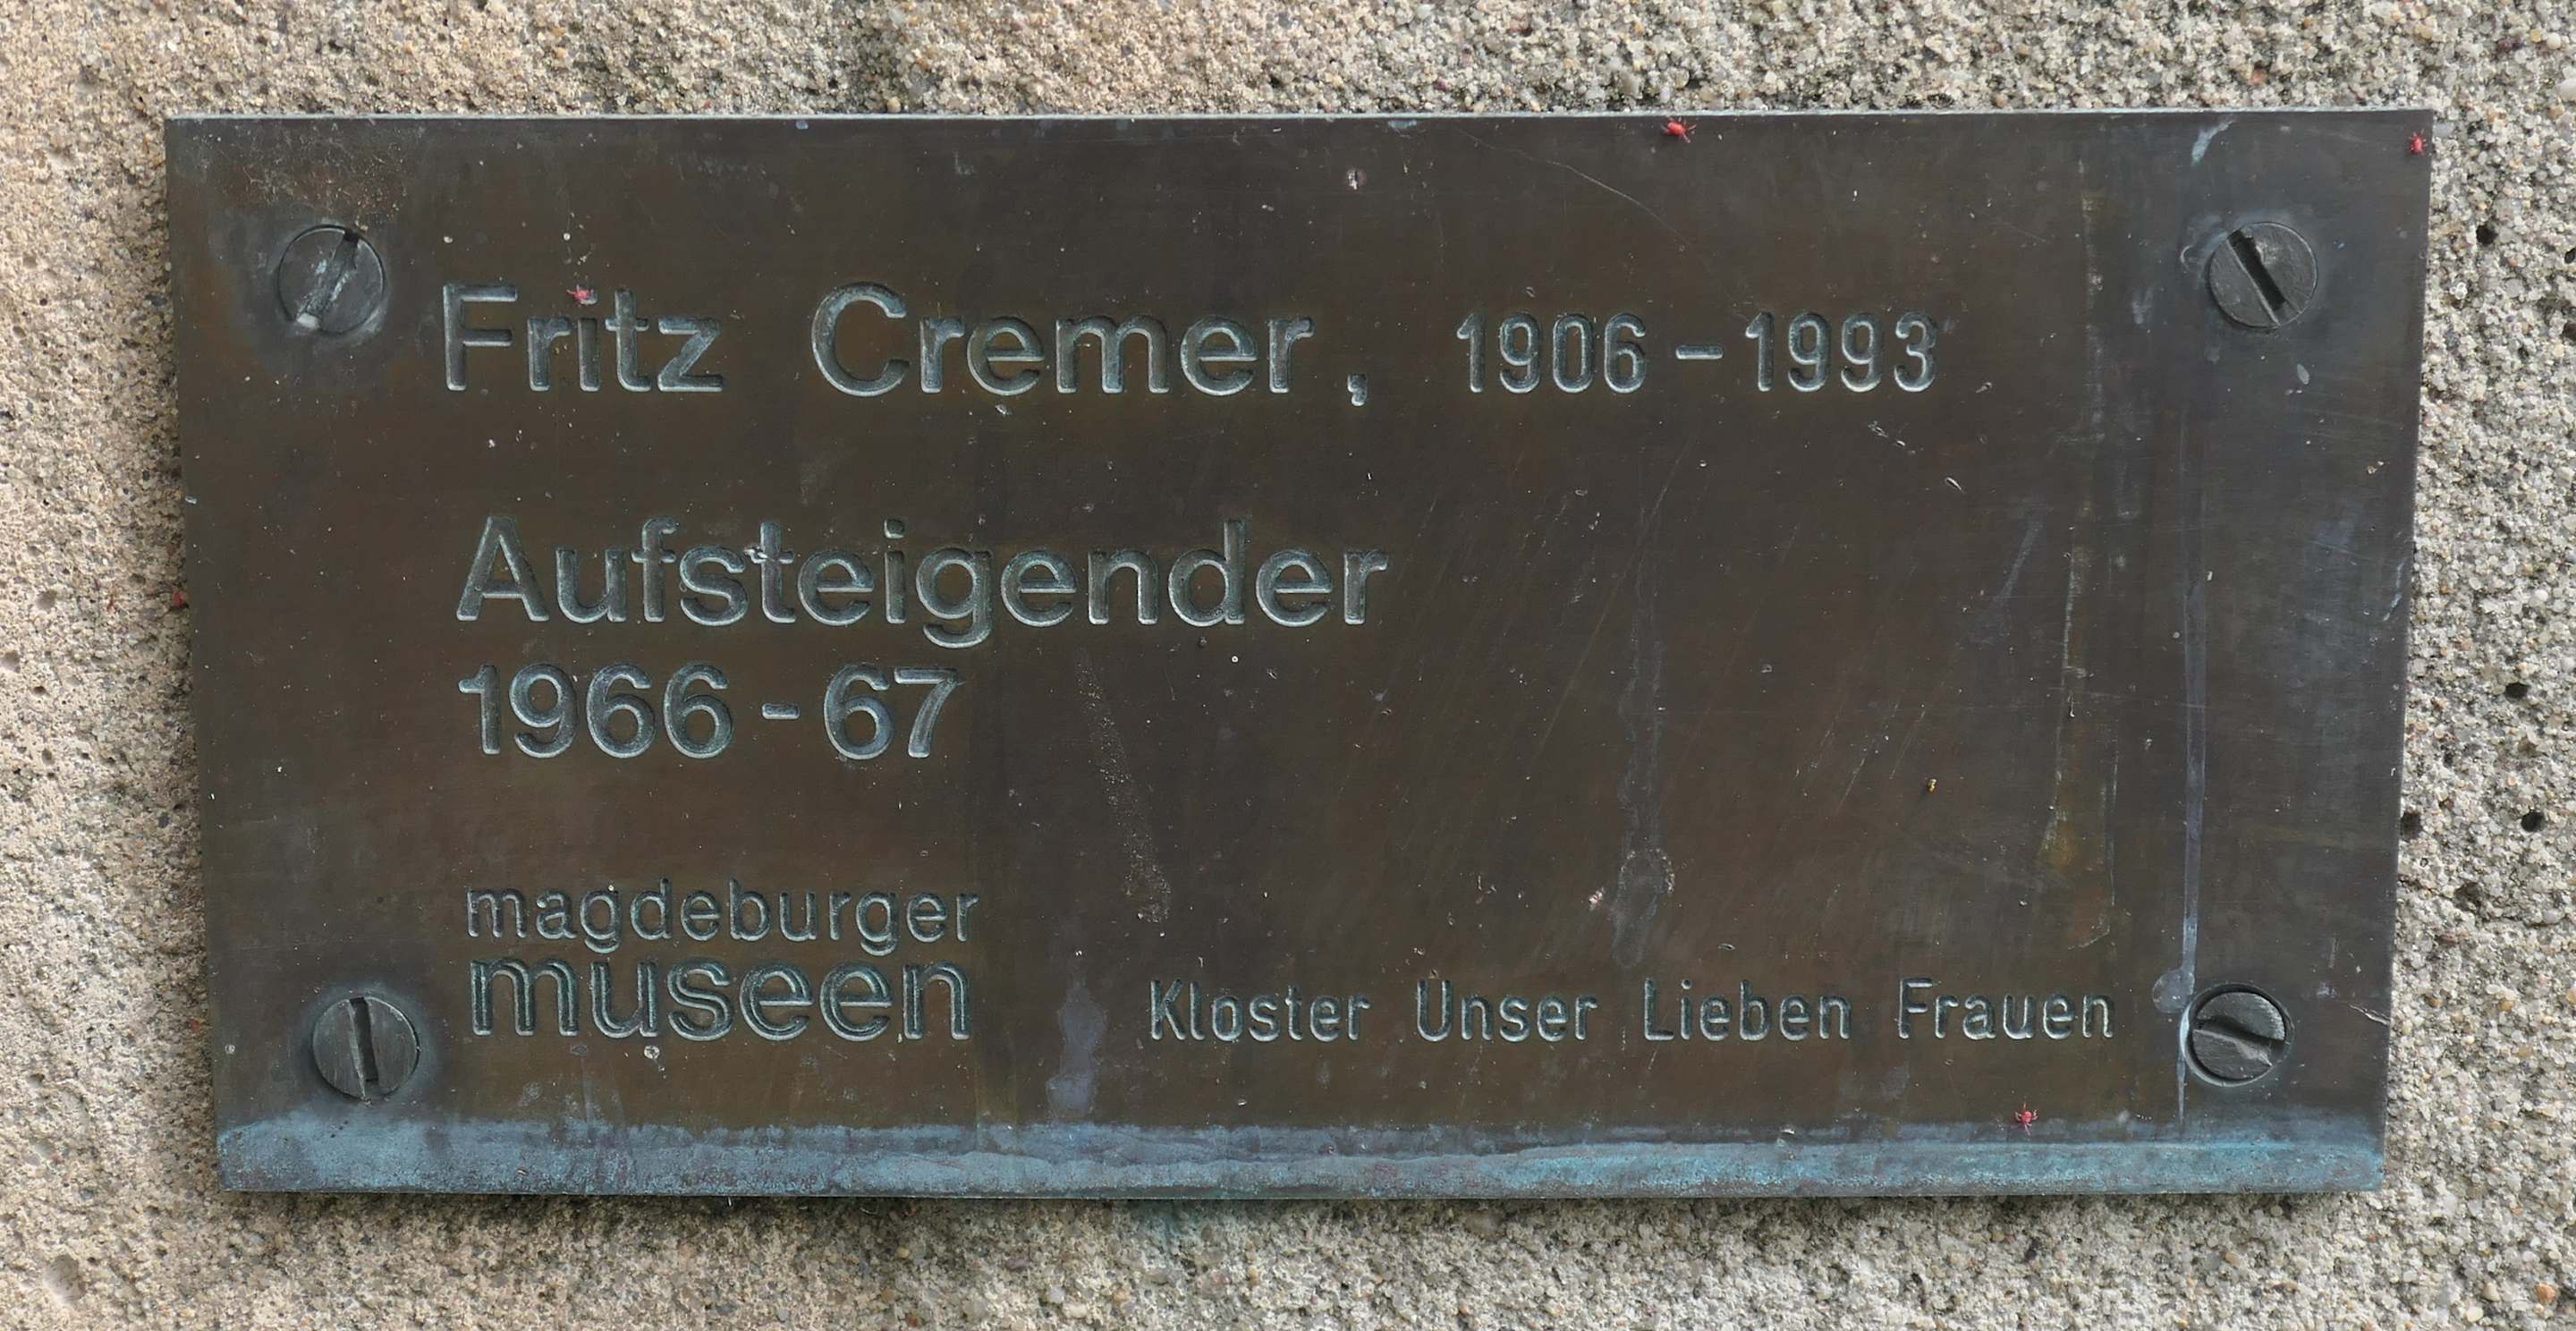 Fritz Cremer, 1906-1993
Aufsteigender
1966-67
magdeburger
museen
Kloster Unser Lieben Frauen